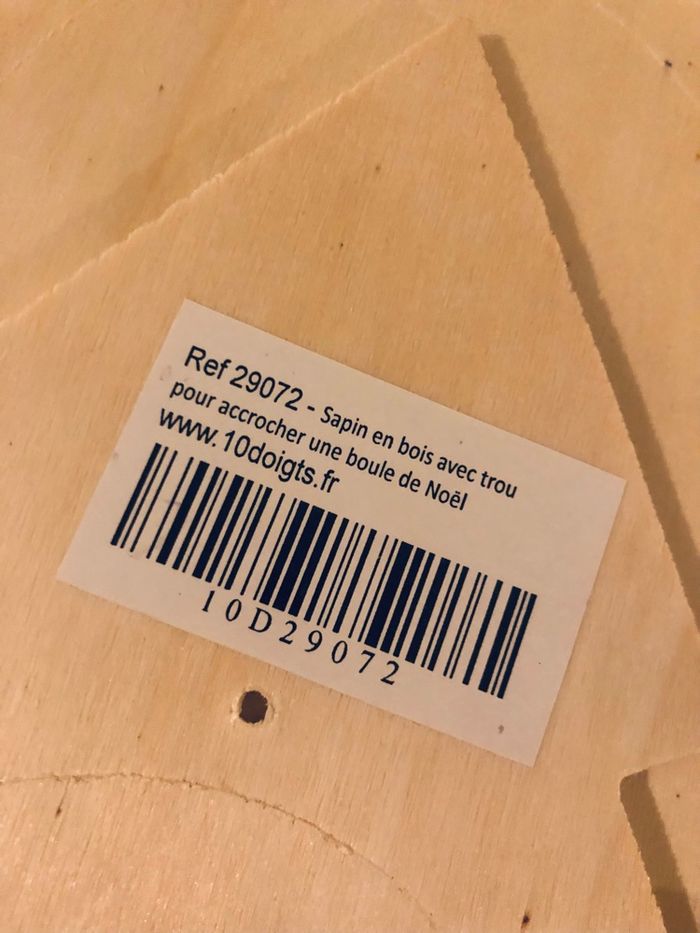 Ref 29072 - Sapin en bois avec trou
pour accrocher une boule de Noël
www.10doigts.fr
10D29072